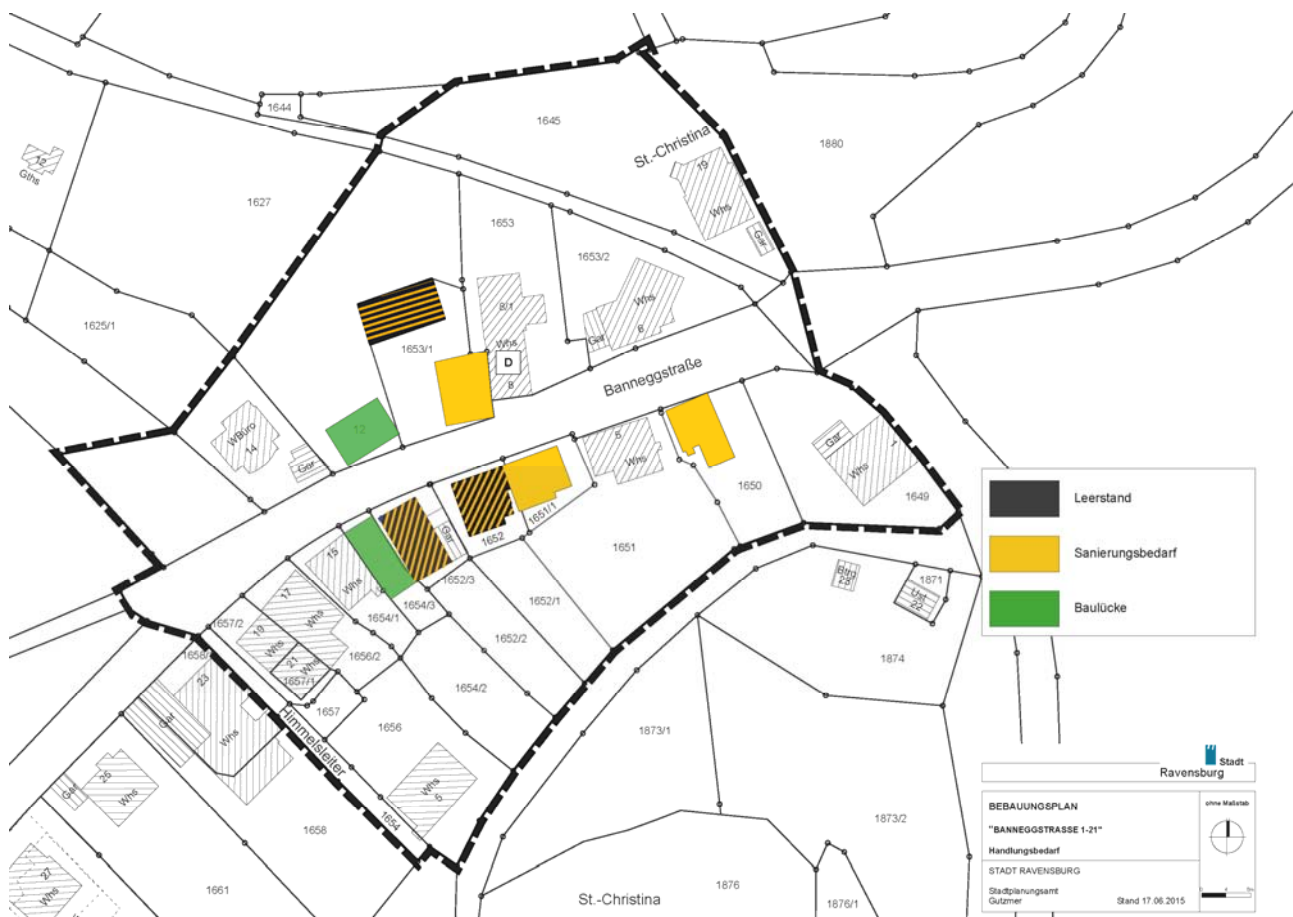 1644
1645
St.-Christina
1880
12
Gths
1627
19
Whs
1653
Gar
1653/2
8/1
Whs
Whs
6
Gar
1625/1
1653/1
D
8
Banneggstraße
WBüro
14
12
Gar
5
Whs
Gar
1
Whs
1650
1649
Leerstand
Sanierungsbedarf
Baulücke
1651/1
1652
Gar
1651
15
Whs
1652/3
1652/1
17
Whs
1654/3
1654/1
1652/2
Btrg
25
1871
Ust
22
1657/2
19
Whs
21
Whs
1657/1
1656/2
1654/2
1874
1658/
23
Whs
Gar
1657
1656
Himmelsleiter
1873/1
25
Gar
Whs
Whs
5
1654
1658
1873/2
27
Whs
1661
St.-Christina
1876
1876/1
Stadt
Ravensburg
BEBAUUNGSPLAN
ohne Maßstab
"BANNEGGSTRASSE 1-21"
Handlungsbedarf
STADT RAVENSBURG
Stadtplanungsamt
Gutzmer
Stand 17.06.2015